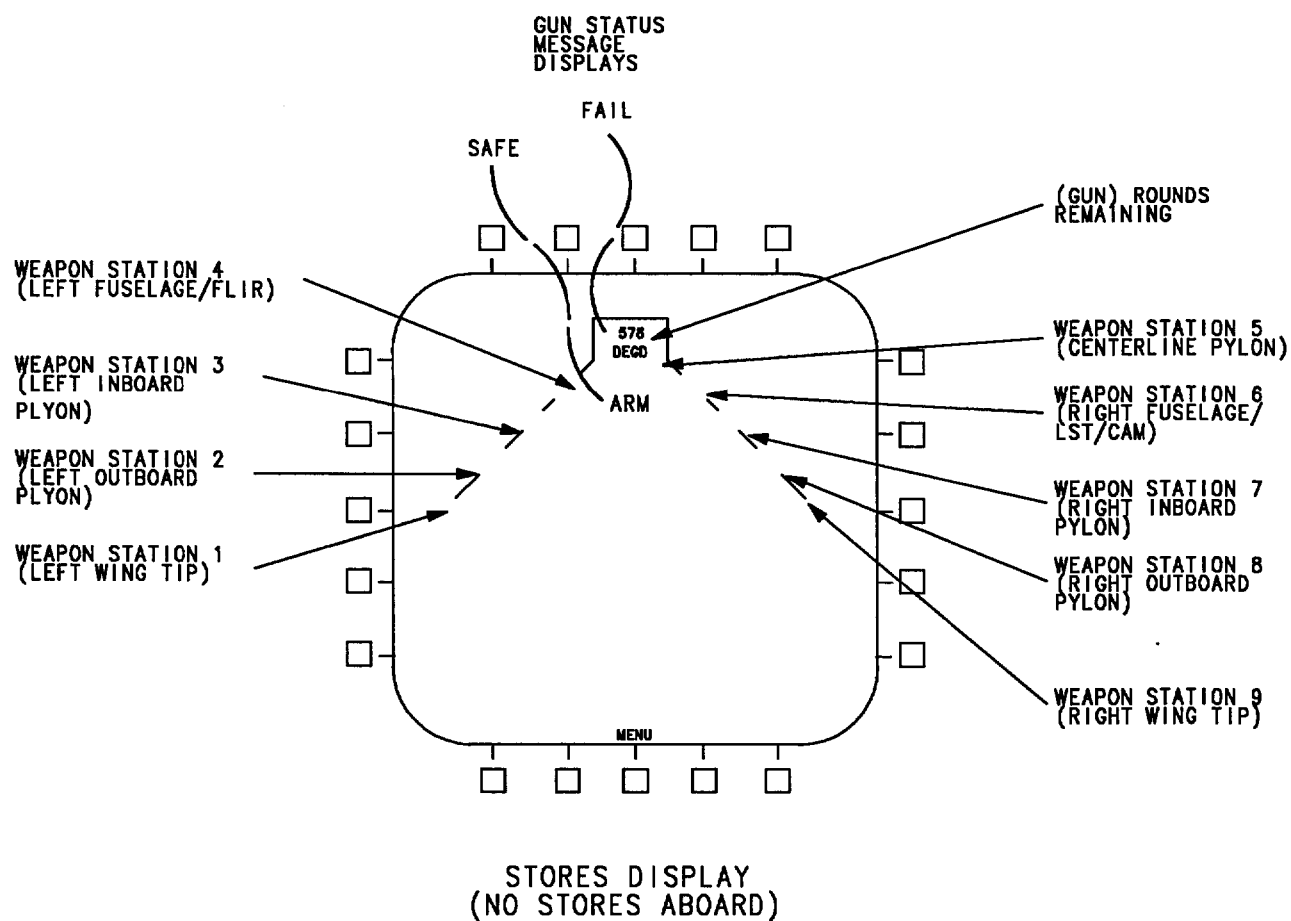 GUN STATUS
MESSAGE
DISPLAYS
FAIL
SAFE
(GUN) ROUNDS
REMAINING
WEAPON STATION 4
(LEFT FUSELAGE/FLIR)
WEAPON STATION 3
(LEFT INBOARD
PLYON)
WEAPON STATION 2
(LEFT OUTBOARD
PLYON)
WEAPON STATION 1
(LEFT WING TIP)
578
DEGD
ARM
MENU
WEAPON STATION 5
(CENTERLINE PYLON)
WEAPON STATION 6
(RIGHT FUSELAGE/
LST/CAM)
WEAPON STATION 7
(RIGHT INBOARD
PYLON)
WEAPON STATION 8
(RIGHT OUTBOARD
PYLON)
WEAPON STATION 9
(RIGHT WING TIP)
STORES DISPLAY
(NO STORES ABOARD)